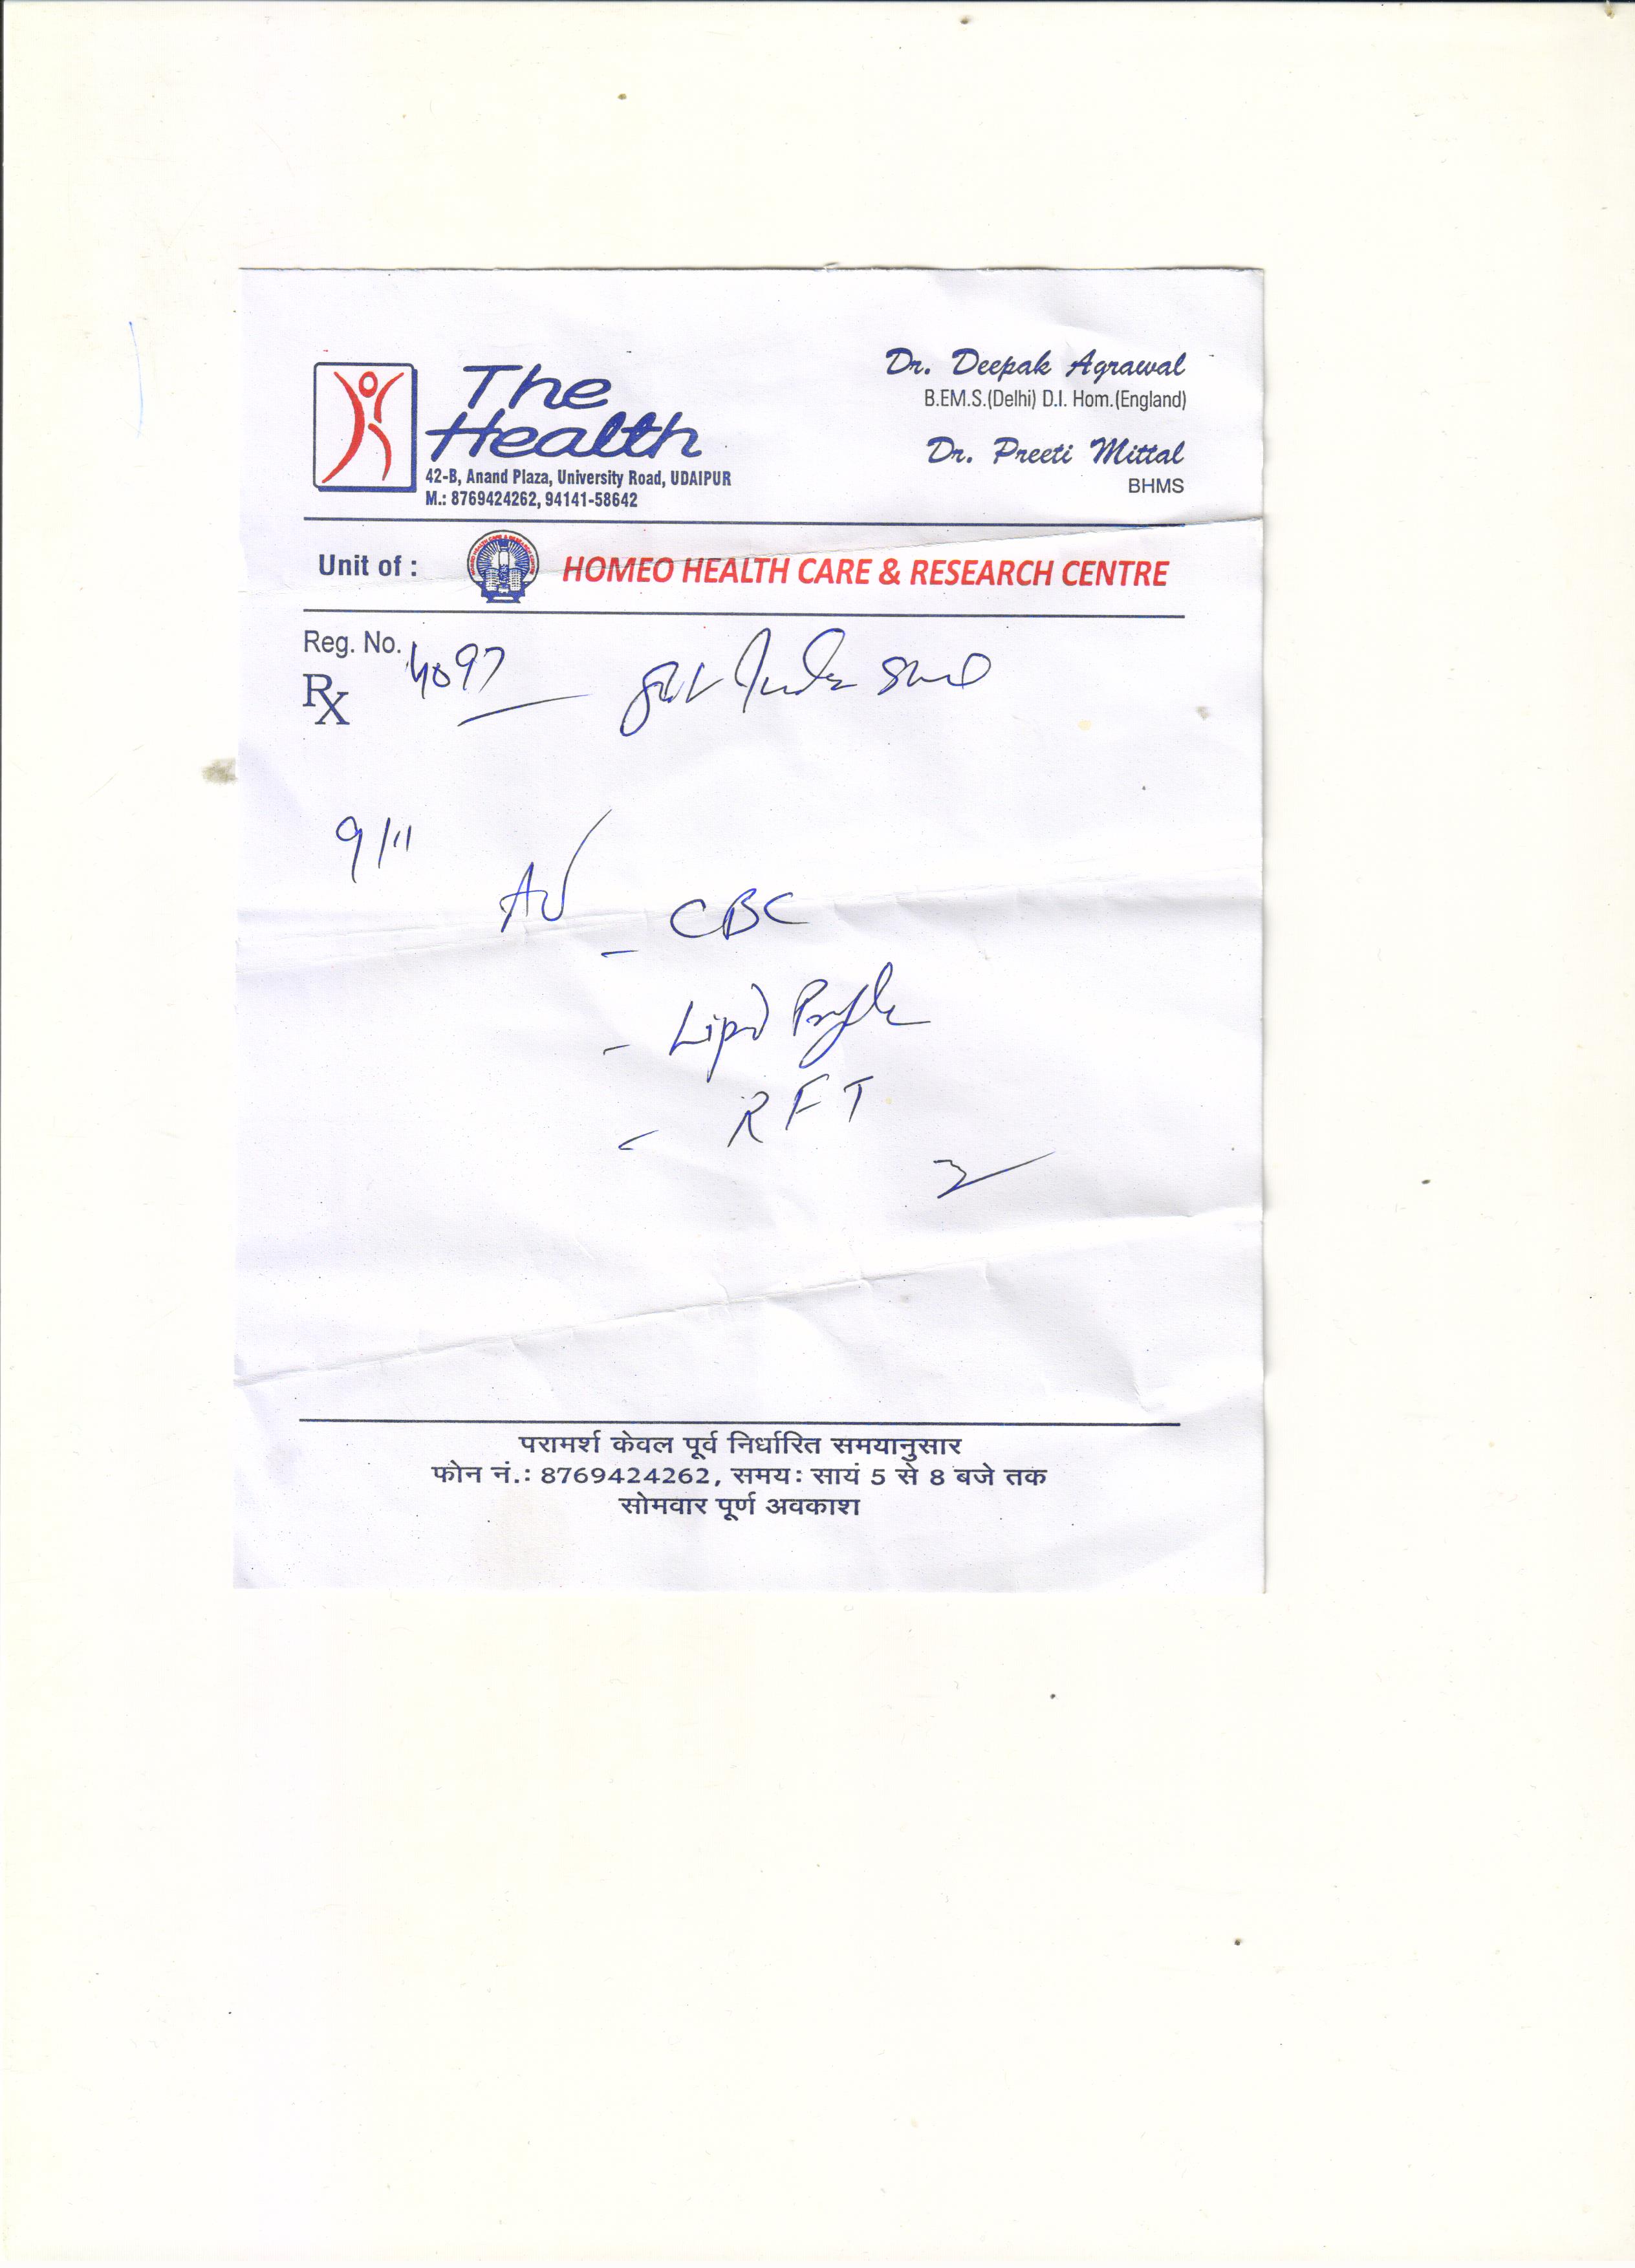 The
Health
42-B, Anand Plaza, University Road, UDAIPUR
M.: 8769424262, 94141-58642
Dr. Deepak Agrawal
B.EM.S.(Delhi) D.I. Hom.(England)
Dr. Preeti Mittal
BHMS
Unit of :
HOMEO HEALTH CARE & RESEARCH CENTRE
Reg. No. 4097
Rx
9/11
- CBC
- Lipid Profile
- RFT
परामर्श केवल पूर्व निर्धारित समयानुसार
फोन नं.: 8769424262, समय: सायं 5 से 8 बजे तक
सोमवार पूर्ण अवकाश